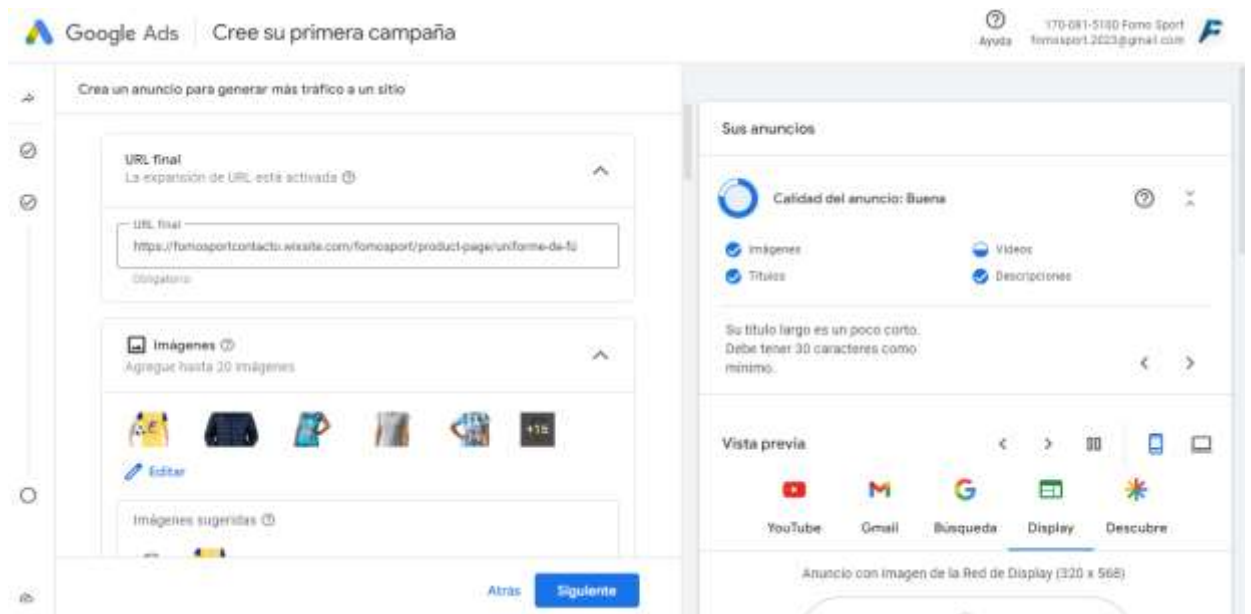 Google Ads
Cree su primera campaña
Ayuda
170-081-5180 Fomo Sport
fomosport.2023@gmail.com
Crea un anuncio para generar más tráfico a un sitio
URL final
La expansión de URL está activada
URL final
https://fomosportcontacto.wixsite.com/fomosport/product-page/uniforme-de-fú
Obligatorio
Imágenes
Agregue hasta 20 imágenes
+15
Editar
Imágenes sugeridas
Atrás
Siguiente
Sus anuncios
Calidad del anuncio: Buena
Imágenes
Videos
Títulos
Descripciones
Su título largo es un poco corto.
Debe tener 30 caracteres como
mínimo.
Vista previa
YouTube
Gmail
Búsqueda
Display
Descubre
Anuncio con imagen de la Red de Display (320 x 568)